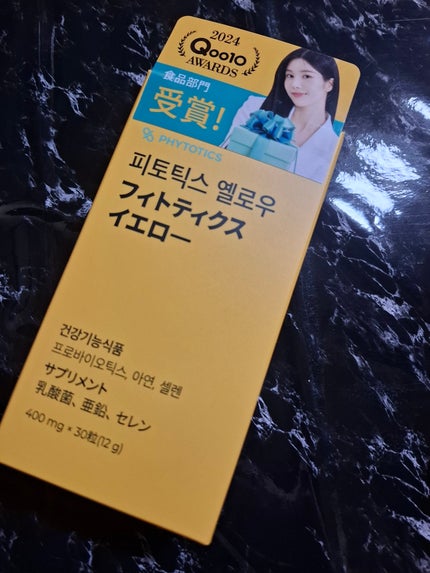 2024
Qoo10
AWARDS
食品部門
受賞!
PHYTOTICS
피토틱스 옐로우
フィトティクス
イエロー
건강기능식품
프로바이오틱스, 아연, 셀렌
サプリメント
乳酸菌、亜鉛、セレン
400 mg * 30粒(12 g)